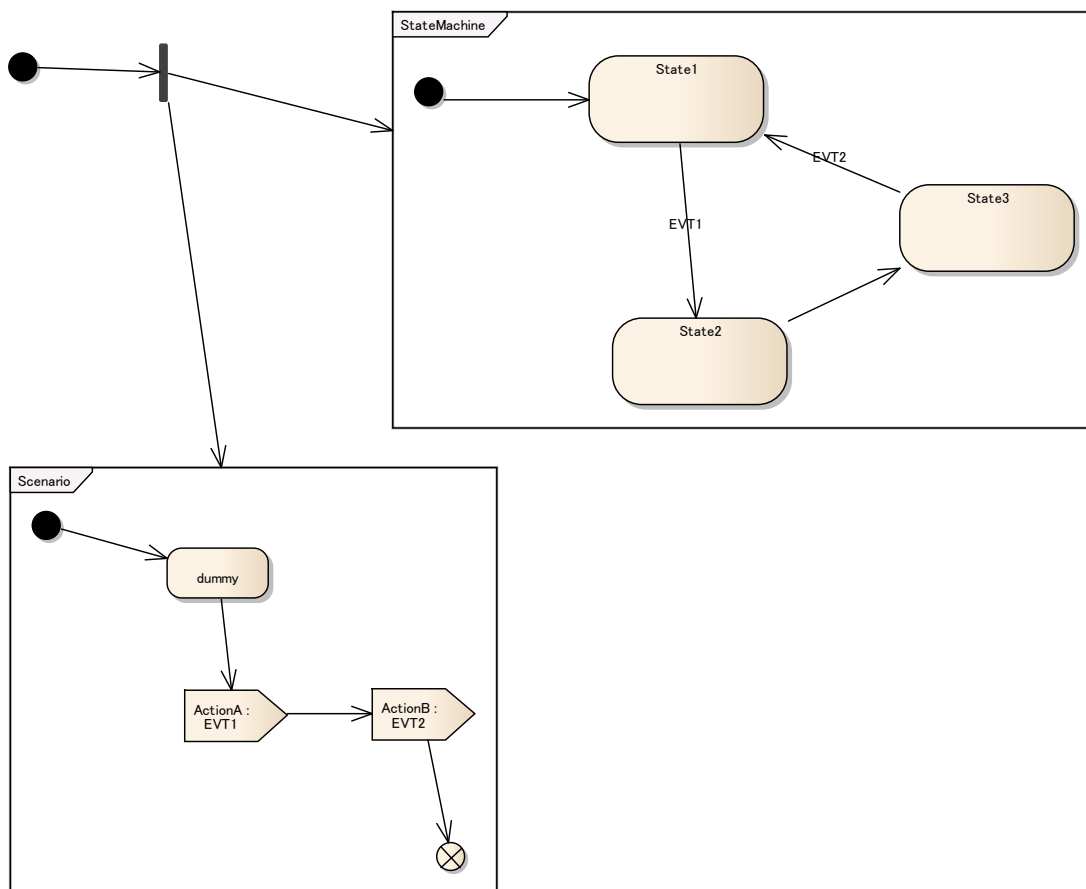 StateMachine
State1
EVT2
State3
EVT1
State2
Scenario
dummy
ActionA :
EVT1
ActionB :
EVT2